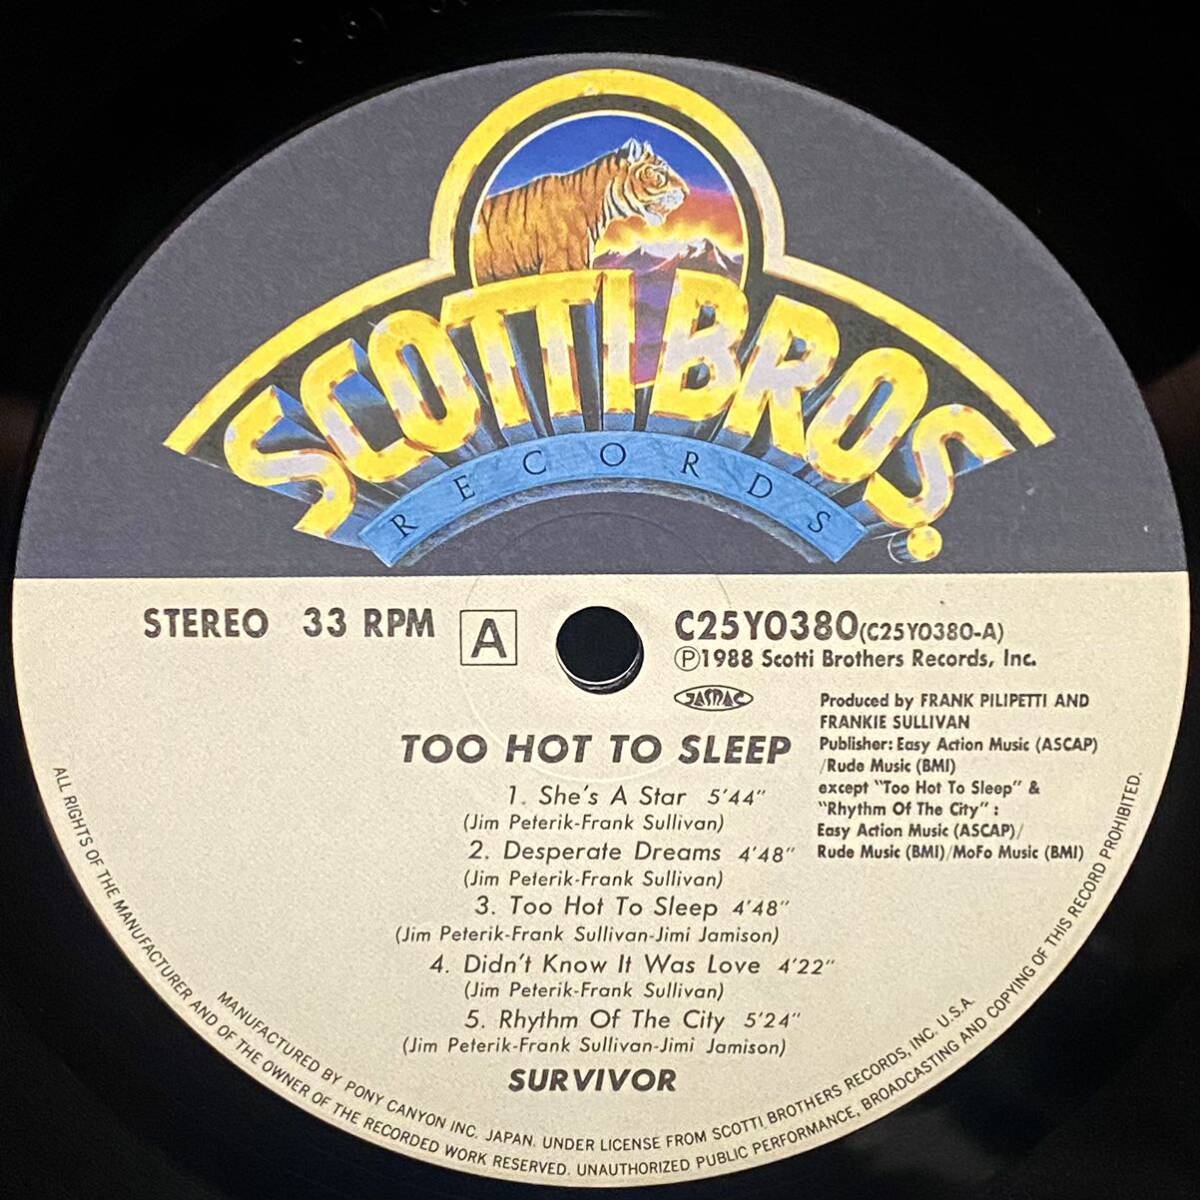 SCOTTI BROS.
RECORDS
STEREO 33 RPM A C25Y0380(C25Y0380-A)
Ⓟ1988 Scotti Brothers Records, Inc.
JASRAC
Produced by FRANK PILIPETTI AND
FRANKIE SULLIVAN
Publisher: Easy Action Music (ASCAP)
/Rude Music (BMI)
except "Too Hot To Sleep" &
"Rhythm Of The City" :
Easy Action Music (ASCAP)/
Rude Music (BMI)/MoFo Music (BMI)
TOO HOT TO SLEEP
1. She's A Star 5'44"
(Jim Peterik-Frank Sullivan)
2. Desperate Dreams 4'48"
(Jim Peterik-Frank Sullivan)
3. Too Hot To Sleep 4'48"
(Jim Peterik-Frank Sullivan-Jimi Jamison)
4. Didn't Know It Was Love 4'22"
(Jim Peterik-Frank Sullivan)
5. Rhythm Of The City 5'24"
(Jim Peterik-Frank Sullivan-Jimi Jamison)
SURVIVOR
MANUFACTURED BY PONY CANYON INC. JAPAN. UNDER LICENSE FROM SCOTTI BROTHERS RECORDS, INC. U.S.A.
ALL RIGHTS OF THE MANUFACTURER AND OF THE OWNER OF THE RECORDED WORK RESERVED. UNAUTHORIZED PUBLIC PERFORMANCE, BROADCASTING AND COPYING OF THIS RECORD PROHIBITED.